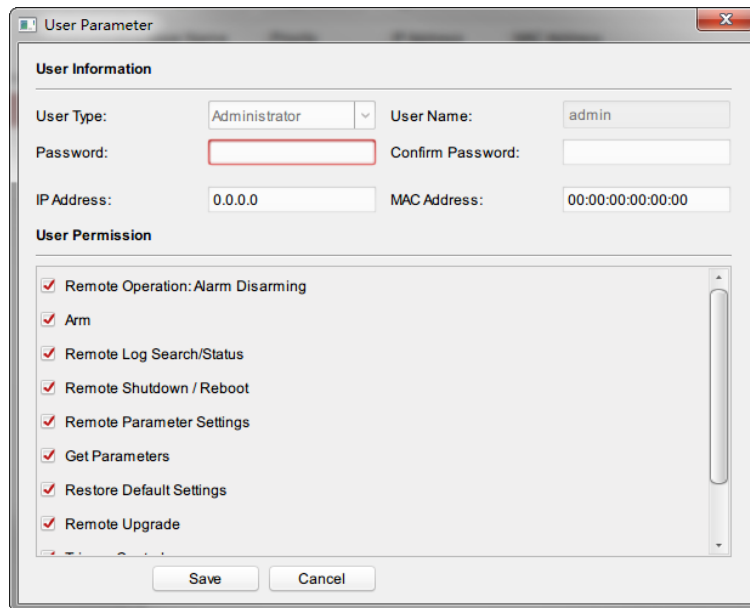 User Parameter
User Information
User Type: Administrator User Name: admin
Password: Confirm Password:
IP Address: 0.0.0.0 MAC Address: 00:00:00:00:00:00
User Permission
Remote Operation: Alarm Disarming
Arm
Remote Log Search/Status
Remote Shutdown / Reboot
Remote Parameter Settings
Get Parameters
Restore Default Settings
Remote Upgrade
Save Cancel